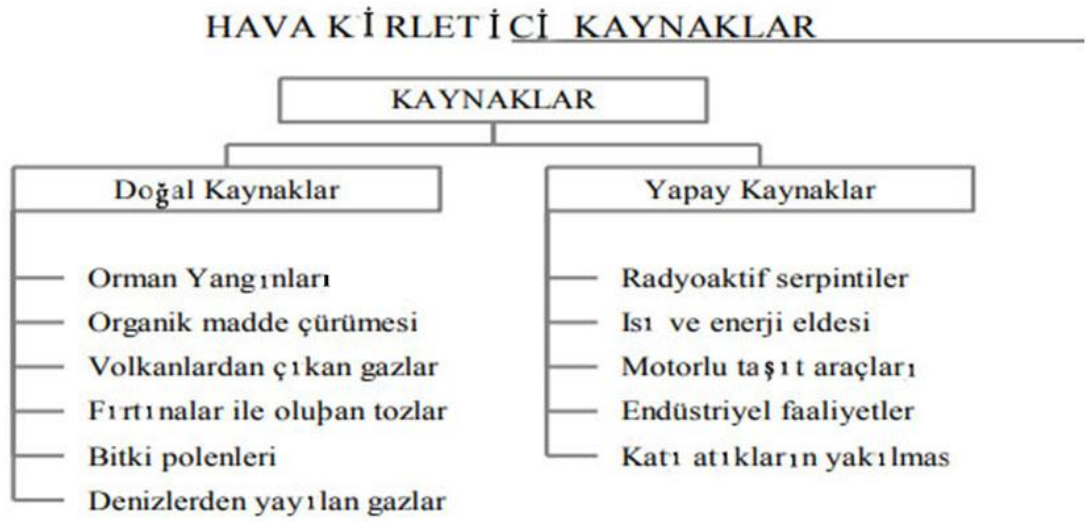 HAVA KİRLETİCİ KAYNAKLAR
KAYNAKLAR
Doğal Kaynaklar
Orman Yangınları
Organik madde çürümesi
Volkanlardan çıkan gazlar
Fırtınalar ile oluþan tozlar
Bitki polenleri
Denizlerden yayılan gazlar
Yapay Kaynaklar
Radyoaktif serpintiler
Isı ve enerji eldesi
Motorlu taşıt araçları
Endüstriyel faaliyetler
Katı atıkların yakılmas